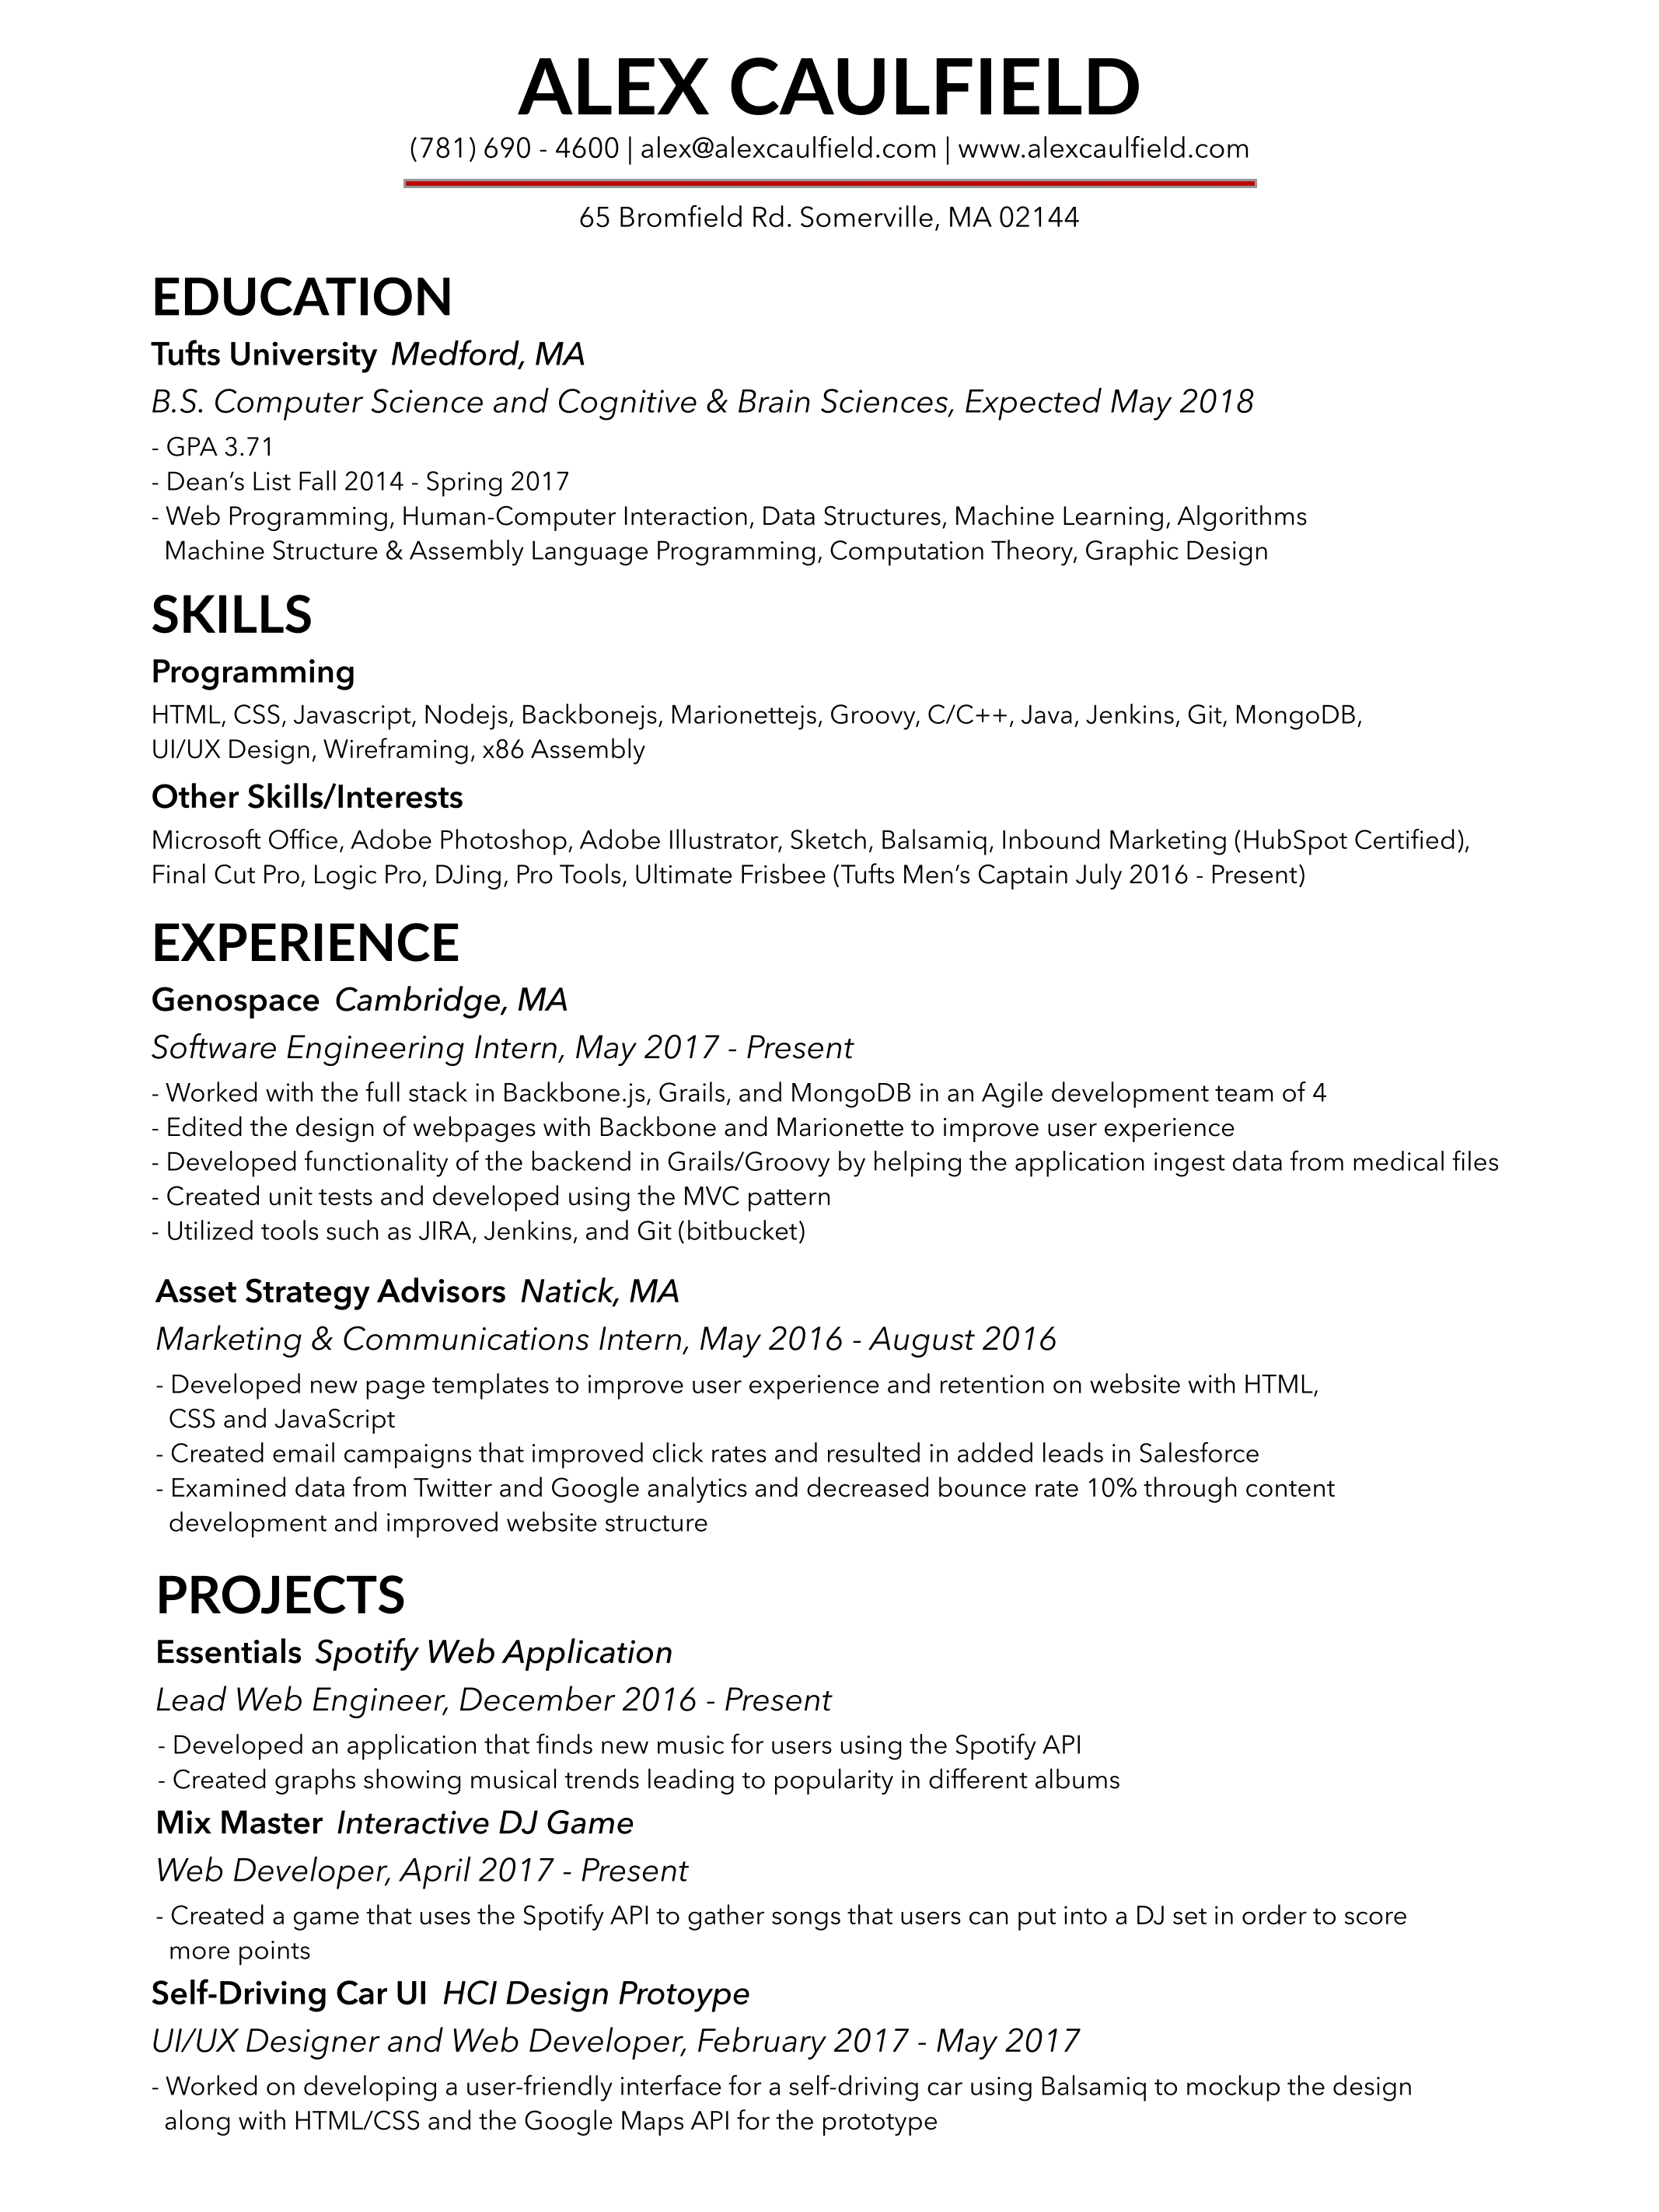 ALEX CAULFIELD
(781) 690 - 4600 | alex@alexcaulfield.com | www.alexcaulfield.com
65 Bromfield Rd. Somerville, MA 02144
EDUCATION
Tufts University Medford, MA
B.S. Computer Science and Cognitive & Brain Sciences, Expected May 2018
- GPA 3.71
- Dean’s List Fall 2014 - Spring 2017
- Web Programming, Human-Computer Interaction, Data Structures, Machine Learning, Algorithms
Machine Structure & Assembly Language Programming, Computation Theory, Graphic Design
SKILLS
Programming
HTML, CSS, Javascript, Nodejs, Backbonejs, Marionettejs, Groovy, C/C++, Java, Jenkins, Git, MongoDB,
UI/UX Design, Wireframing, x86 Assembly
Other Skills/Interests
Microsoft Office, Adobe Photoshop, Adobe Illustrator, Sketch, Balsamiq, Inbound Marketing (HubSpot Certified),
Final Cut Pro, Logic Pro, DJing, Pro Tools, Ultimate Frisbee (Tufts Men’s Captain July 2016 - Present)
EXPERIENCE
Genospace Cambridge, MA
Software Engineering Intern, May 2017 - Present
- Worked with the full stack in Backbone.js, Grails, and MongoDB in an Agile development team of 4
- Edited the design of webpages with Backbone and Marionette to improve user experience
- Developed functionality of the backend in Grails/Groovy by helping the application ingest data from medical files
- Created unit tests and developed using the MVC pattern
- Utilized tools such as JIRA, Jenkins, and Git (bitbucket)
Asset Strategy Advisors Natick, MA
Marketing & Communications Intern, May 2016 - August 2016
- Developed new page templates to improve user experience and retention on website with HTML,
CSS and JavaScript
- Created email campaigns that improved click rates and resulted in added leads in Salesforce
- Examined data from Twitter and Google analytics and decreased bounce rate 10% through content
development and improved website structure
PROJECTS
Essentials Spotify Web Application
Lead Web Engineer, December 2016 - Present
- Developed an application that finds new music for users using the Spotify API
- Created graphs showing musical trends leading to popularity in different albums
Mix Master Interactive DJ Game
Web Developer, April 2017 - Present
- Created a game that uses the Spotify API to gather songs that users can put into a DJ set in order to score
more points
Self-Driving Car UI HCI Design Protoype
UI/UX Designer and Web Developer, February 2017 - May 2017
- Worked on developing a user-friendly interface for a self-driving car using Balsamiq to mockup the design
along with HTML/CSS and the Google Maps API for the prototype